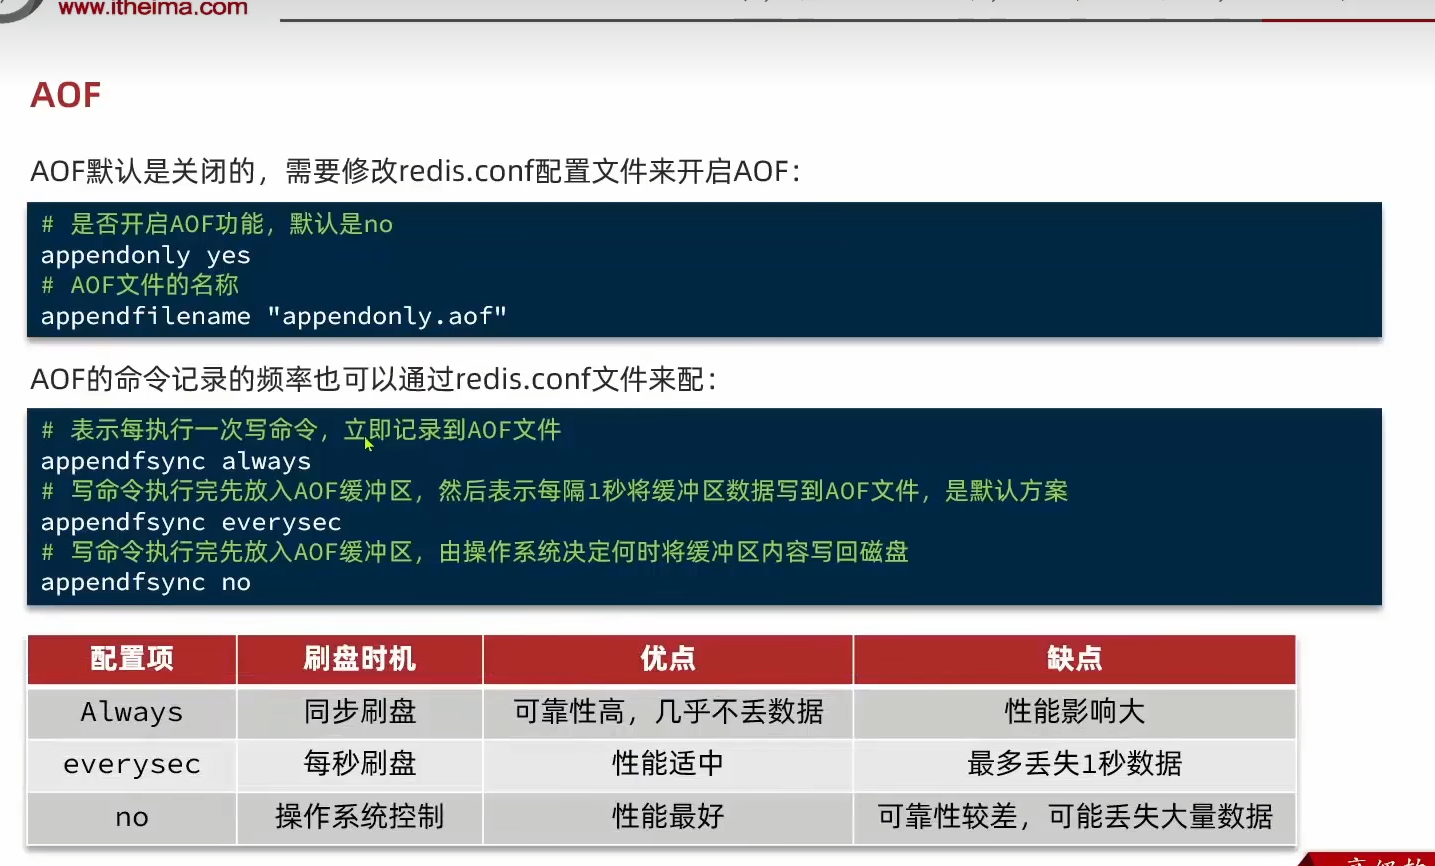 www.itheima.com
AOF
AOF默认是关闭的，需要修改redis.conf配置文件来开启AOF：
# 是否开启AOF功能，默认是no
appendonly yes
# AOF文件的名称
appendfilename "appendonly.aof"
AOF的命令记录的频率也可以通过redis.conf文件来配：
# 表示每执行一次写命令，立即记录到AOF文件
appendfsync always
# 写命令执行完先放入AOF缓冲区，然后表示每隔1秒将缓冲区数据写到AOF文件，是默认方案
appendfsync everysec
# 写命令执行完先放入AOF缓冲区，由操作系统决定何时将缓冲区内容写回磁盘
appendfsync no
配置项 刷盘时机 优点 缺点
Always 同步刷盘 可靠性高，几乎不丢数据 性能影响大
everysec 每秒刷盘 性能适中 最多丢失1秒数据
no 操作系统控制 性能最好 可靠性较差，可能丢失大量数据